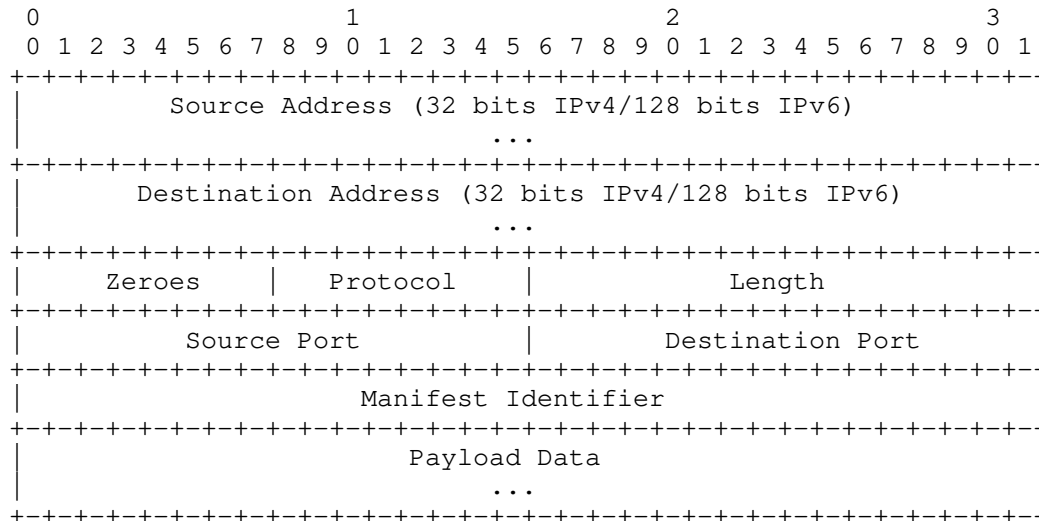 0                   1                   2                   3
 0 1 2 3 4 5 6 7 8 9 0 1 2 3 4 5 6 7 8 9 0 1 2 3 4 5 6 7 8 9 0 1
+-+-+-+-+-+-+-+-+-+-+-+-+-+-+-+-+-+-+-+-+-+-+-+-+-+-+-+-+-+-+-+--
|         Source Address (32 bits IPv4/128 bits IPv6)
|                             ...
+-+-+-+-+-+-+-+-+-+-+-+-+-+-+-+-+-+-+-+-+-+-+-+-+-+-+-+-+-+-+-+--
|       Destination Address (32 bits IPv4/128 bits IPv6)
|                             ...
+-+-+-+-+-+-+-+-+-+-+-+-+-+-+-+-+-+-+-+-+-+-+-+-+-+-+-+-+-+-+-+--
|     Zeroes    |   Protocol    |            Length
+-+-+-+-+-+-+-+-+-+-+-+-+-+-+-+-+-+-+-+-+-+-+-+-+-+-+-+-+-+-+-+--
|          Source Port          |        Destination Port
+-+-+-+-+-+-+-+-+-+-+-+-+-+-+-+-+-+-+-+-+-+-+-+-+-+-+-+-+-+-+-+--
|                     Manifest Identifier
+-+-+-+-+-+-+-+-+-+-+-+-+-+-+-+-+-+-+-+-+-+-+-+-+-+-+-+-+-+-+-+--
|                        Payload Data
|                             ...
+-+-+-+-+-+-+-+-+-+-+-+-+-+-+-+-+-+-+-+-+-+-+-+-+-+-+-+-+-+-+-+--